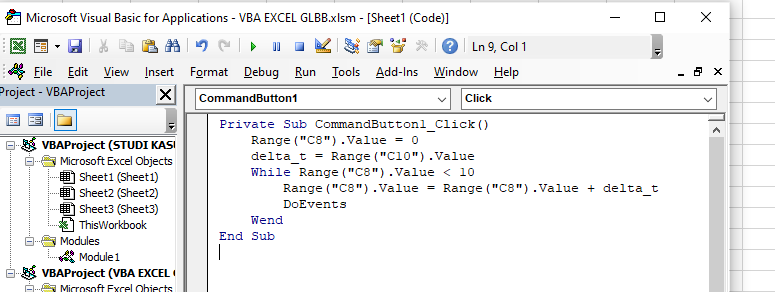 Microsoft Visual Basic for Applications - VBA EXCEL GLBB.xlsm - [Sheet1 (Code)]
Ln 9, Col 1
File Edit View Insert Format Debug Run Tools Add-Ins Window Help
Project - VBAProject
CommandButton1 Click
VBAProject (STUDI KAS
Microsoft Excel Objects
Sheet1 (Sheet1)
Sheet2 (Sheet2)
Sheet3 (Sheet3)
ThisWorkbook
Modules
Module1
VBAProject (VBA EXCEL
Microsoft Excel Objects
Private Sub CommandButton1_Click()
Range("C8").Value = 0
delta_t = Range("C10").Value
While Range("C8").Value < 10
Range("C8").Value = Range("C8").Value + delta_t
DoEvents
Wend
End Sub